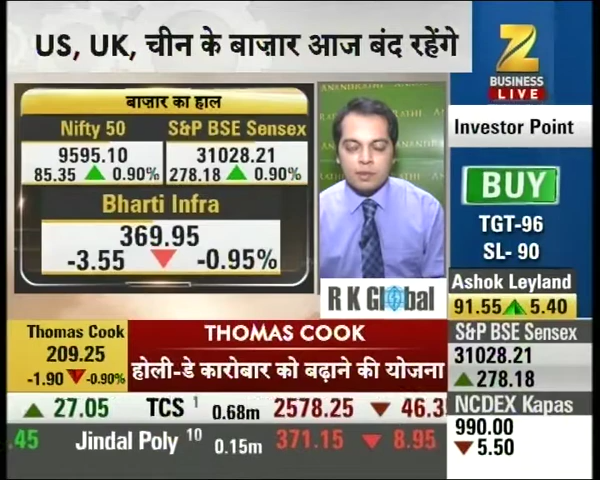 US, UK, चीन के बाज़ार आज बंद रहेंगे
Z
BUSINESS
LIVE
बाज़ार का हाल
Nifty 50
9595.10
85.35 0.90%
S&P BSE Sensex
31028.21
278.18 0.90%
Bharti Infra
369.95
-3.55 -0.95%
ANANDRATHI
R K Global
Investor Point
BUY
TGT-96
SL- 90
Ashok Leyland
91.55 5.40
Thomas Cook
209.25
-1.90 -0.90%
THOMAS COOK
होली-डे कारोबार को बढ़ाने की योजना
S&P BSE Sensex
31028.21
278.18
27.05 TCS 1 0.68m 2578.25 46.3
NCDEX Kapas
990.00
5.50
.45 Jindal Poly 10 0.15m 371.15 8.95